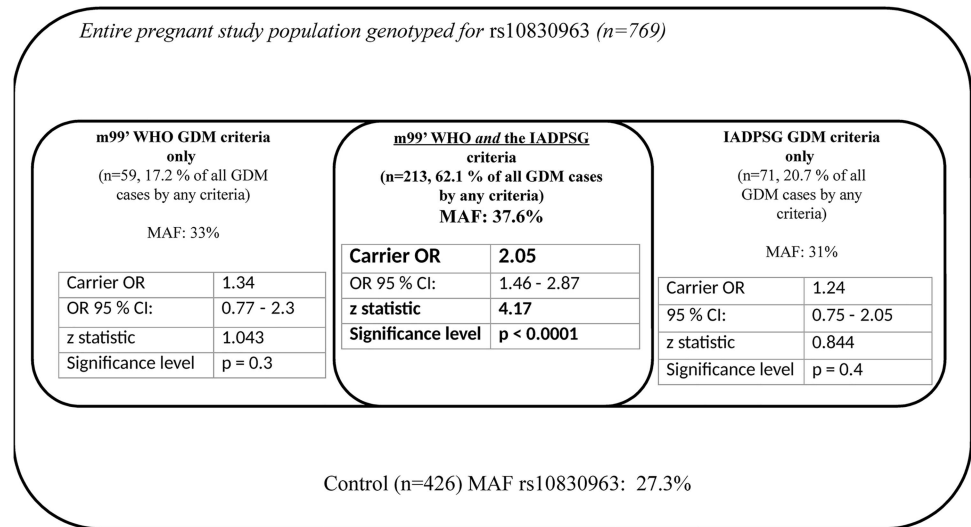 Entire pregnant study population genotyped for rs10830963 (n=769)
m99' WHO GDM criteria
only
(n=59, 17.2 % of all GDM
cases by any criteria)
MAF: 33%
Carrier OR 1.34
OR 95 % CI: 0.77 - 2.3
z statistic 1.043
Significance level p = 0.3
m99' WHO and the IADPSG
criteria
(n=213, 62.1 % of all GDM cases
by any criteria)
MAF: 37.6%
Carrier OR 2.05
OR 95 % CI: 1.46 - 2.87
z statistic 4.17
Significance level p < 0.0001
IADPSG GDM criteria
only
(n=71, 20.7 % of all
GDM cases by any
criteria)
MAF: 31%
Carrier OR 1.24
95 % CI: 0.75 - 2.05
z statistic 0.844
Significance level p = 0.4
Control (n=426) MAF rs10830963: 27.3%